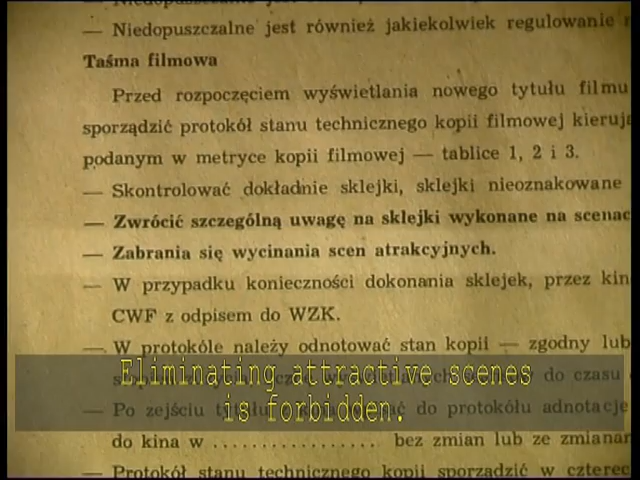 — Niedopuszczalne jest również jakiekolwiek regulowanie
Taśma filmowa
Przed rozpoczęciem wyświetlania nowego tytułu filmu
sporządzić protokół stanu technicznego kopii filmowej kieruj
podanym w metryce kopii filmowej — tablice 1, 2 i 3.
— Skontrolować dokładnie sklejki, sklejki nieoznakowane
— Zwrócić szczególną uwagę na sklejki wykonane na scenac
— Zabrania się wycinania scen atrakcyjnych.
— W przypadku konieczności dokonania sklejek, przez kin
CWF z odpisem do WZK.
— W protokóle należy odnotować stan kopii — zgodny lub
Eliminating attractive scenes
do czasu
is forbidden.
— Po zejściu tytułu do protokółu adnotacje
do kina w ................. bez zmian lub ze zmianam
— Protokół stanu technicznego kopii sporządzić w czterec